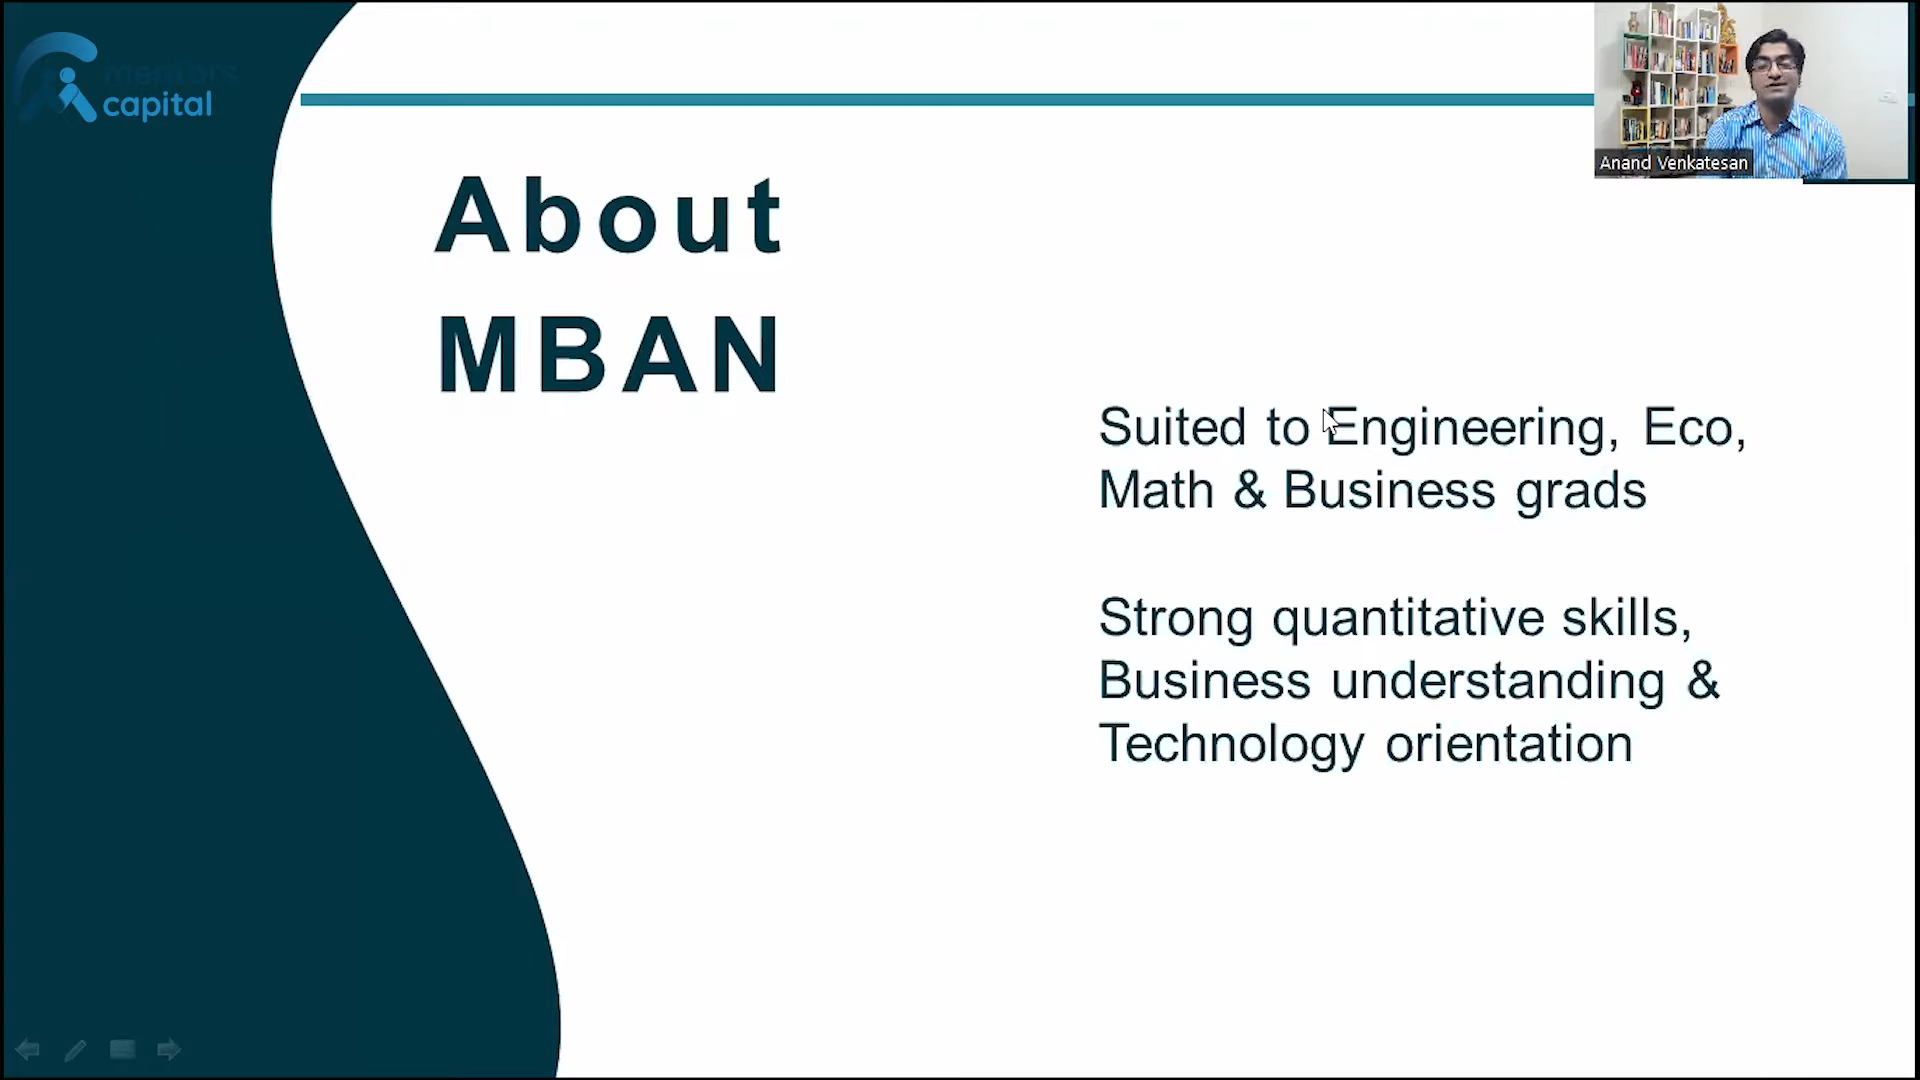 mentors
capital
Anand Venkatesan
About
MBAN
Suited to Engineering, Eco,
Math & Business grads
Strong quantitative skills,
Business understanding &
Technology orientation